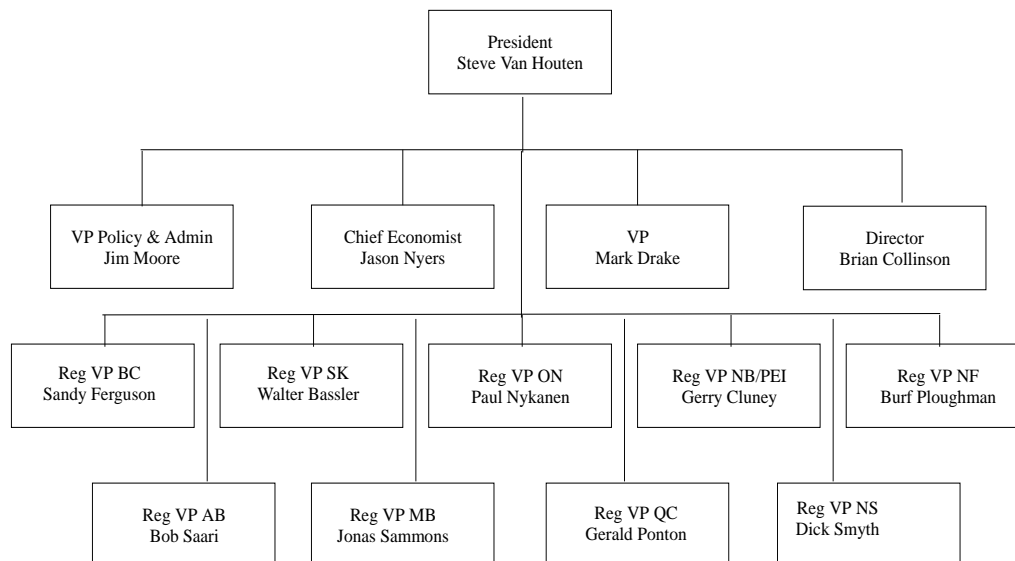 President
Steve Van Houten
VP Policy & Admin
Jim Moore
Chief Economist
Jason Nyers
VP
Mark Drake
Director
Brian Collinson
Reg VP BC
Sandy Ferguson
Reg VP SK
Walter Bassler
Reg VP ON
Paul Nykanen
Reg VP NB/PEI
Gerry Cluney
Reg VP NF
Burf Ploughman
Reg VP AB
Bob Saari
Reg VP MB
Jonas Sammons
Reg VP QC
Gerald Ponton
Reg VP NS
Dick Smyth